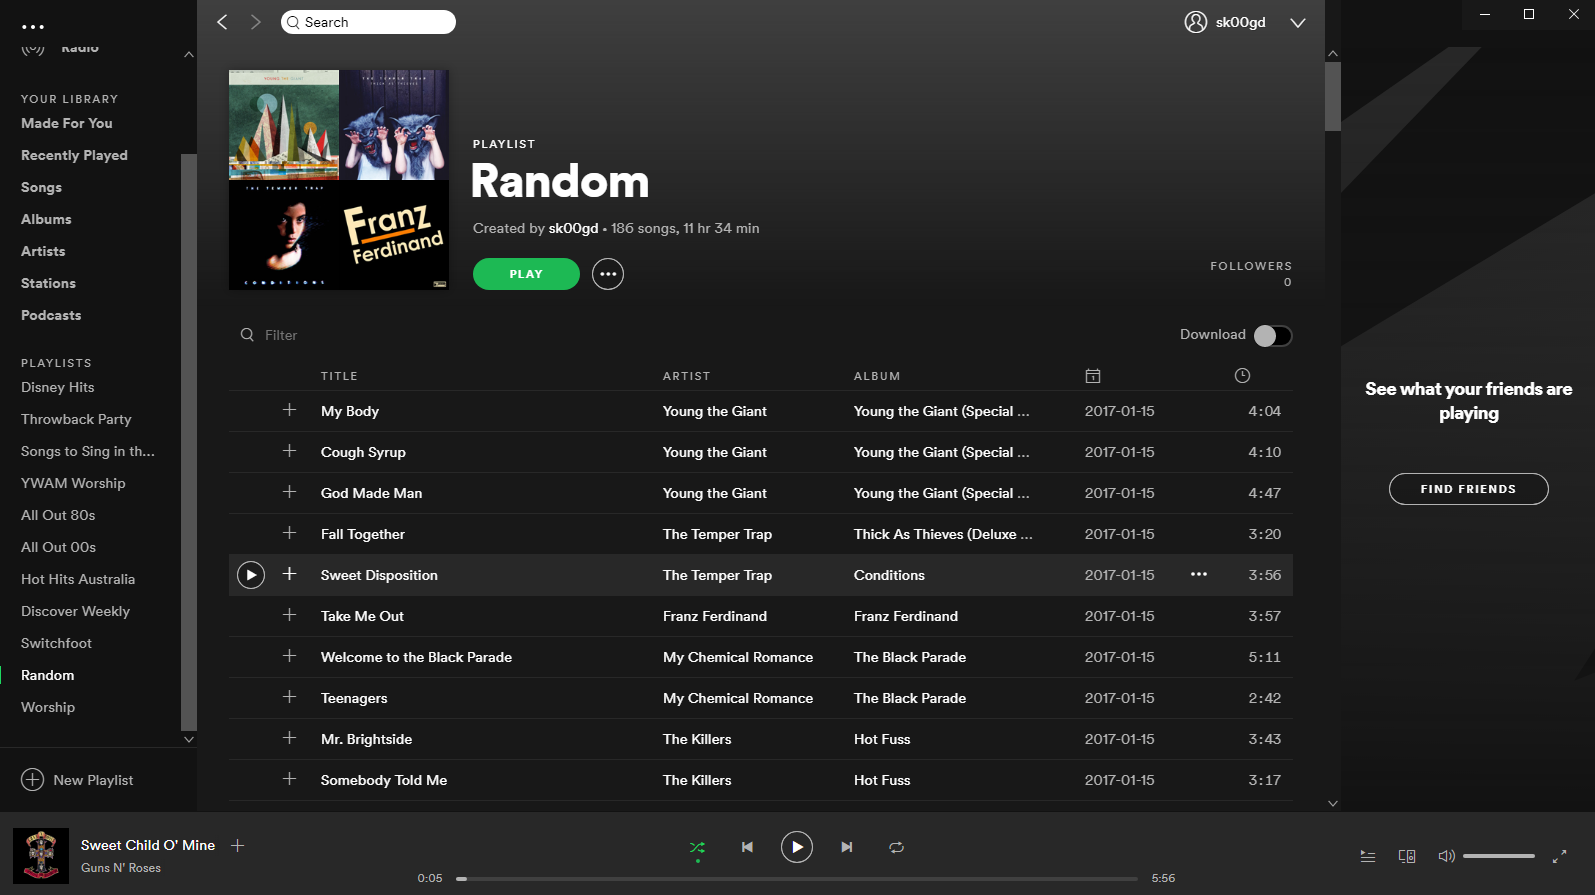 Search
sk00gd
Radio
YOUR LIBRARY
Made For You
Recently Played
Songs
Albums
Artists
Stations
Podcasts
PLAYLISTS
Disney Hits
Throwback Party
Songs to Sing in th...
YWAM Worship
All Out 80s
All Out 00s
Hot Hits Australia
Discover Weekly
Switchfoot
Random
Worship
New Playlist
THE TEMPER TRAP
CONDITIONS
Franz
Ferdinand
PLAYLIST
Random
Created by sk00gd • 186 songs, 11 hr 34 min
PLAY
FOLLOWERS
0
Filter
Download
TITLE ARTIST ALBUM
My Body Young the Giant Young the Giant (Special ... 2017-01-15 4:04
Cough Syrup Young the Giant Young the Giant (Special ... 2017-01-15 4:10
God Made Man Young the Giant Young the Giant (Special ... 2017-01-15 4:47
Fall Together The Temper Trap Thick As Thieves (Deluxe ... 2017-01-15 3:20
Sweet Disposition The Temper Trap Conditions 2017-01-15 3:56
Take Me Out Franz Ferdinand Franz Ferdinand 2017-01-15 3:57
Welcome to the Black Parade My Chemical Romance The Black Parade 2017-01-15 5:11
Teenagers My Chemical Romance The Black Parade 2017-01-15 2:42
Mr. Brightside The Killers Hot Fuss 2017-01-15 3:43
Somebody Told Me The Killers Hot Fuss 2017-01-15 3:17
See what your friends are
playing
FIND FRIENDS
Sweet Child O' Mine
Guns N' Roses
0:05
5:56